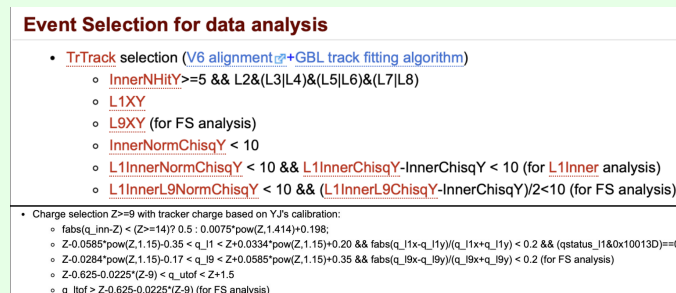 Event Selection for data analysis
• TrTrack selection (V6 alignment+GBL track fitting algorithm)
◦ InnerNHitY>=5 && L2&(L3|L4)&(L5|L6)&(L7|L8)
◦ L1XY
◦ L9XY (for FS analysis)
◦ InnerNormChisqY < 10
◦ L1InnerNormChisqY < 10 && L1InnerChisqY-InnerChisqY < 10 (for L1Inner analysis)
◦ L1InnerL9NormChisqY < 10 && (L1InnerL9ChisqY-InnerChisqY)/2<10 (for FS analysis)
• Charge selection Z>=9 with tracker charge based on YJ's calibration:
◦ fabs(q_inn-Z) < (Z>=14)? 0.5 : 0.0075*pow(Z,1.414)+0.198;
◦ Z-0.0585*pow(Z,1.15)-0.35 < q_l1 < Z+0.0334*pow(Z,1.15)+0.20 && fabs(q_l1x-q_l1y)/(q_l1x+q_l1y) < 0.2 && (qstatus_l1&0x10013D)==
◦ Z-0.0284*pow(Z,1.15)-0.17 < q_l9 < Z+0.0585*pow(Z,1.15)+0.35 && fabs(q_l9x-q_l9y)/(q_l9x+q_l9y) < 0.2 (for FS analysis)
◦ Z-0.625-0.0225*(Z-9) < q_utof < Z+1.5
◦ q_ltof > Z-0.625-0.0225*(Z-9) (for FS analysis)